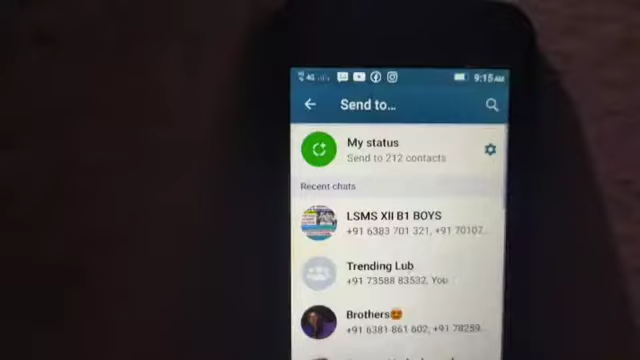 4G 9:15 AM
Send to...
My status
Send to 212 contacts
Recent chats
LSMS XII B1 BOYS
+91 6383 701 321, +91 70107...
Trending Lub
+91 73588 83532, You
Brothers😍
+91 6381 861 602, +91 78259...